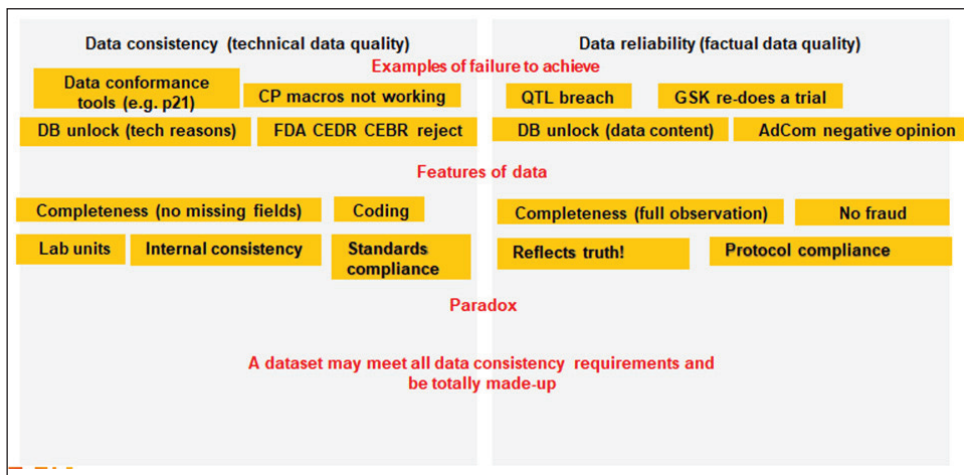 Data consistency (technical data quality)
Data reliability (factual data quality)
Examples of failure to achieve
Data conformance
tools (e.g. p21)
CP macros not working
QTL breach
GSK re-does a trial
DB unlock (tech reasons)
FDA CEDR CEBR reject
DB unlock (data content)
AdCom negative opinion
Features of data
Completeness (no missing fields)
Coding
Completeness (full observation)
No fraud
Lab units
Internal consistency
Standards
compliance
Reflects truth!
Protocol compliance
Paradox
A dataset may meet all data consistency requirements and
be totally made-up